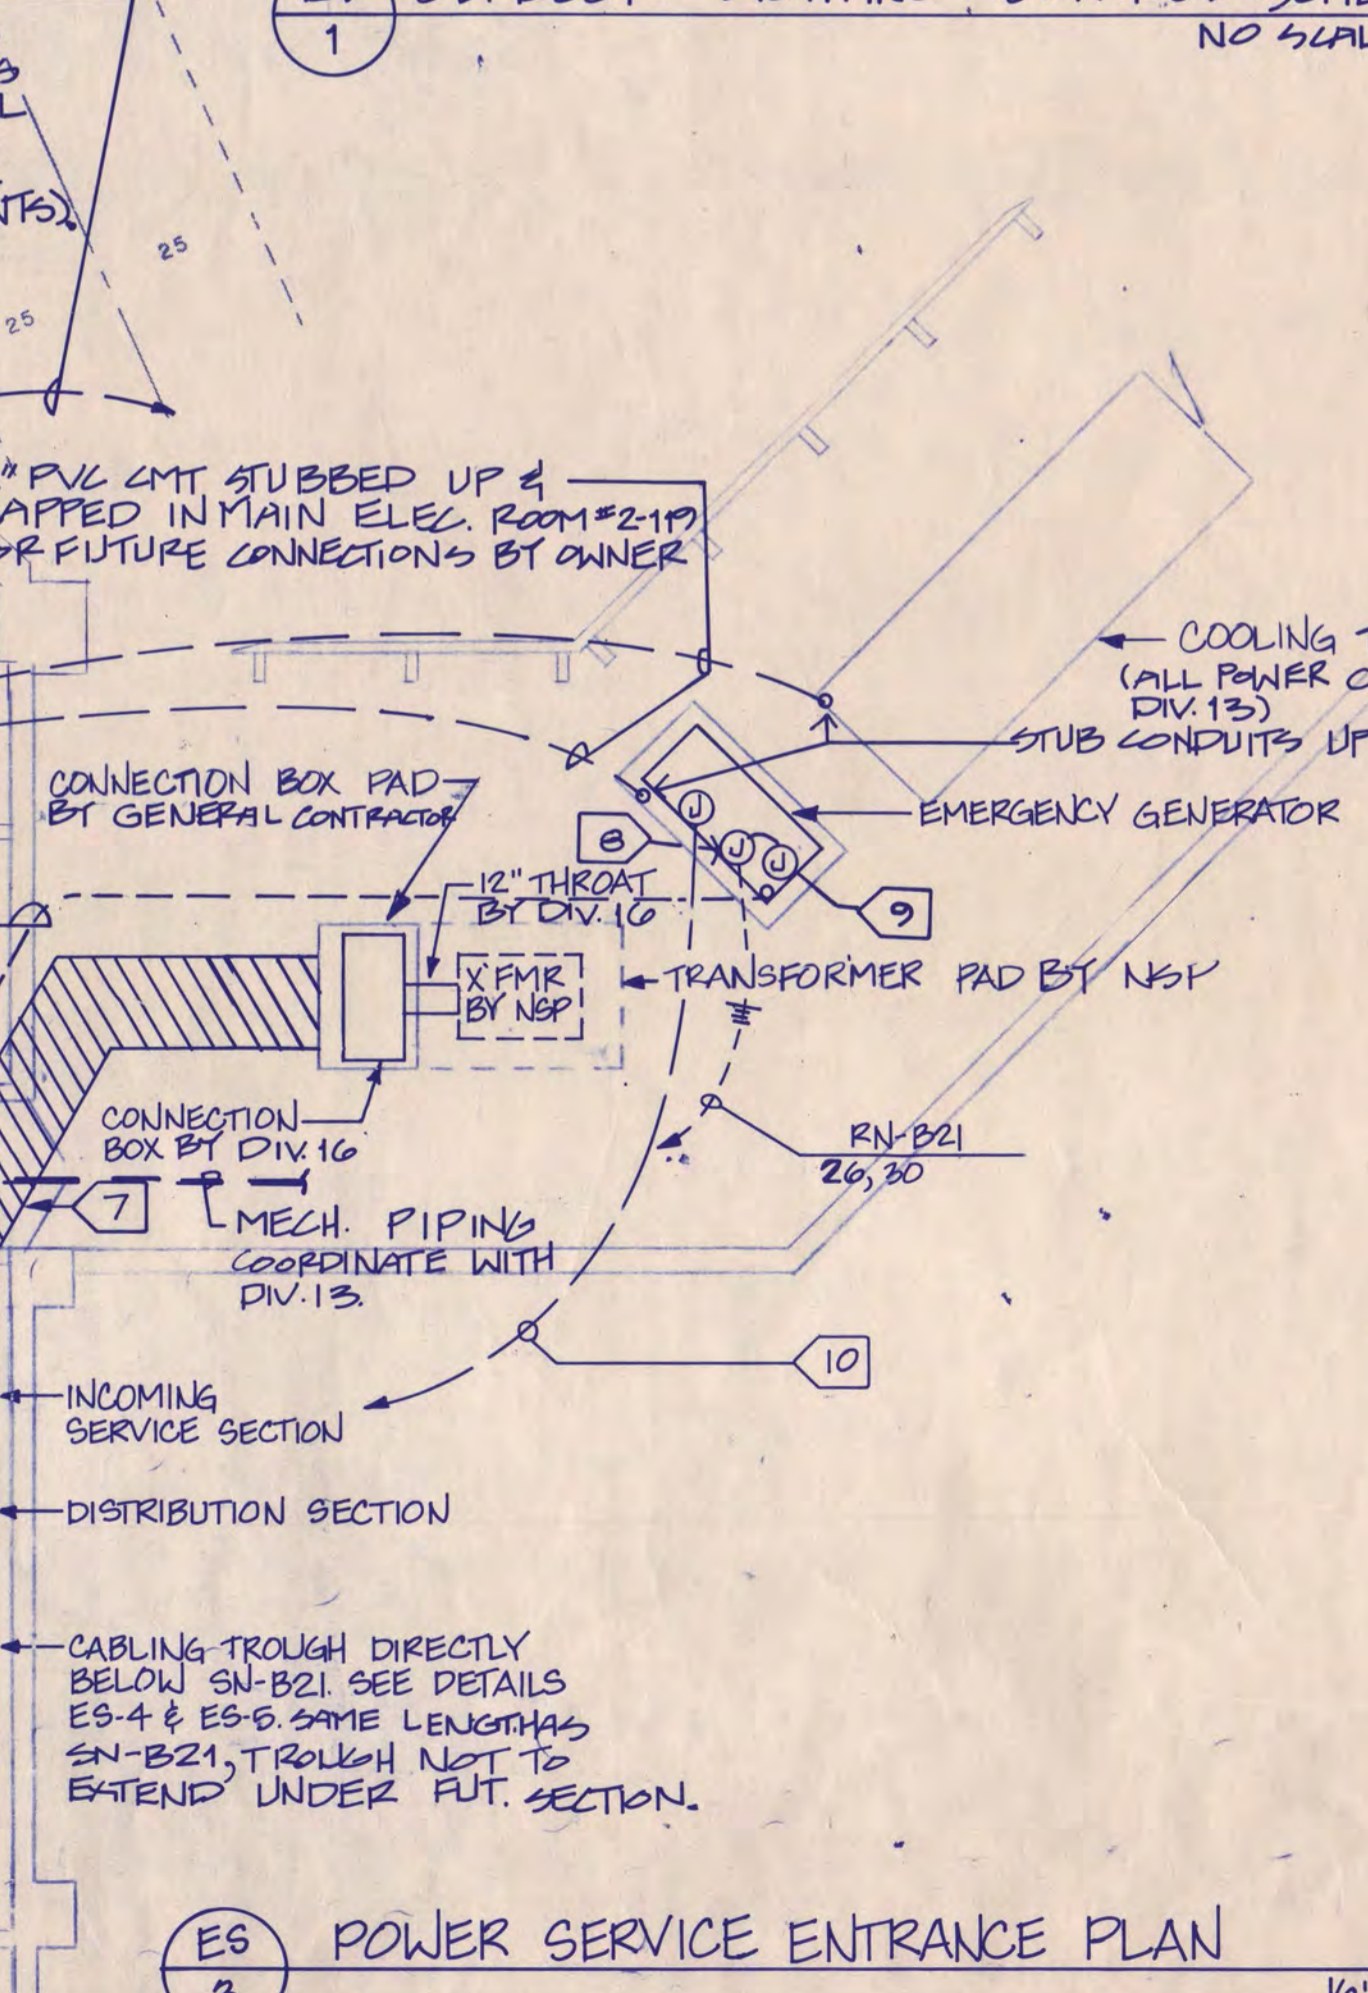 1
NO SCAL
25
25
" PVC CMT STUBBED UP &
APPED IN MAIN ELEC. ROOM #2-119
OR FUTURE CONNECTIONS BY OWNER
COOLING
(ALL POWER
DIV. 13)
STUB CONDUITS UP
CONNECTION BOX PAD
BY GENERAL CONTRACTOR
EMERGENCY GENERATOR
J
J
J
8
9
12" THROAT
BY DIV. 16
X'FMR
BY NSP
TRANSFORMER PAD BY NSP
CONNECTION
BOX BY DIV. 16
RN-B21
26, 30
7
MECH. PIPING
COORDINATE WITH
DIV. 13.
10
INCOMING
SERVICE SECTION
DISTRIBUTION SECTION
CABLING TROUGH DIRECTLY
BELOW SN-B21. SEE DETAILS
ES-4 & ES-5. SAME LENGTH AS
SN-B21, TROUGH NOT TO
EXTEND UNDER FUT. SECTION.
ES
POWER SERVICE ENTRANCE PLAN